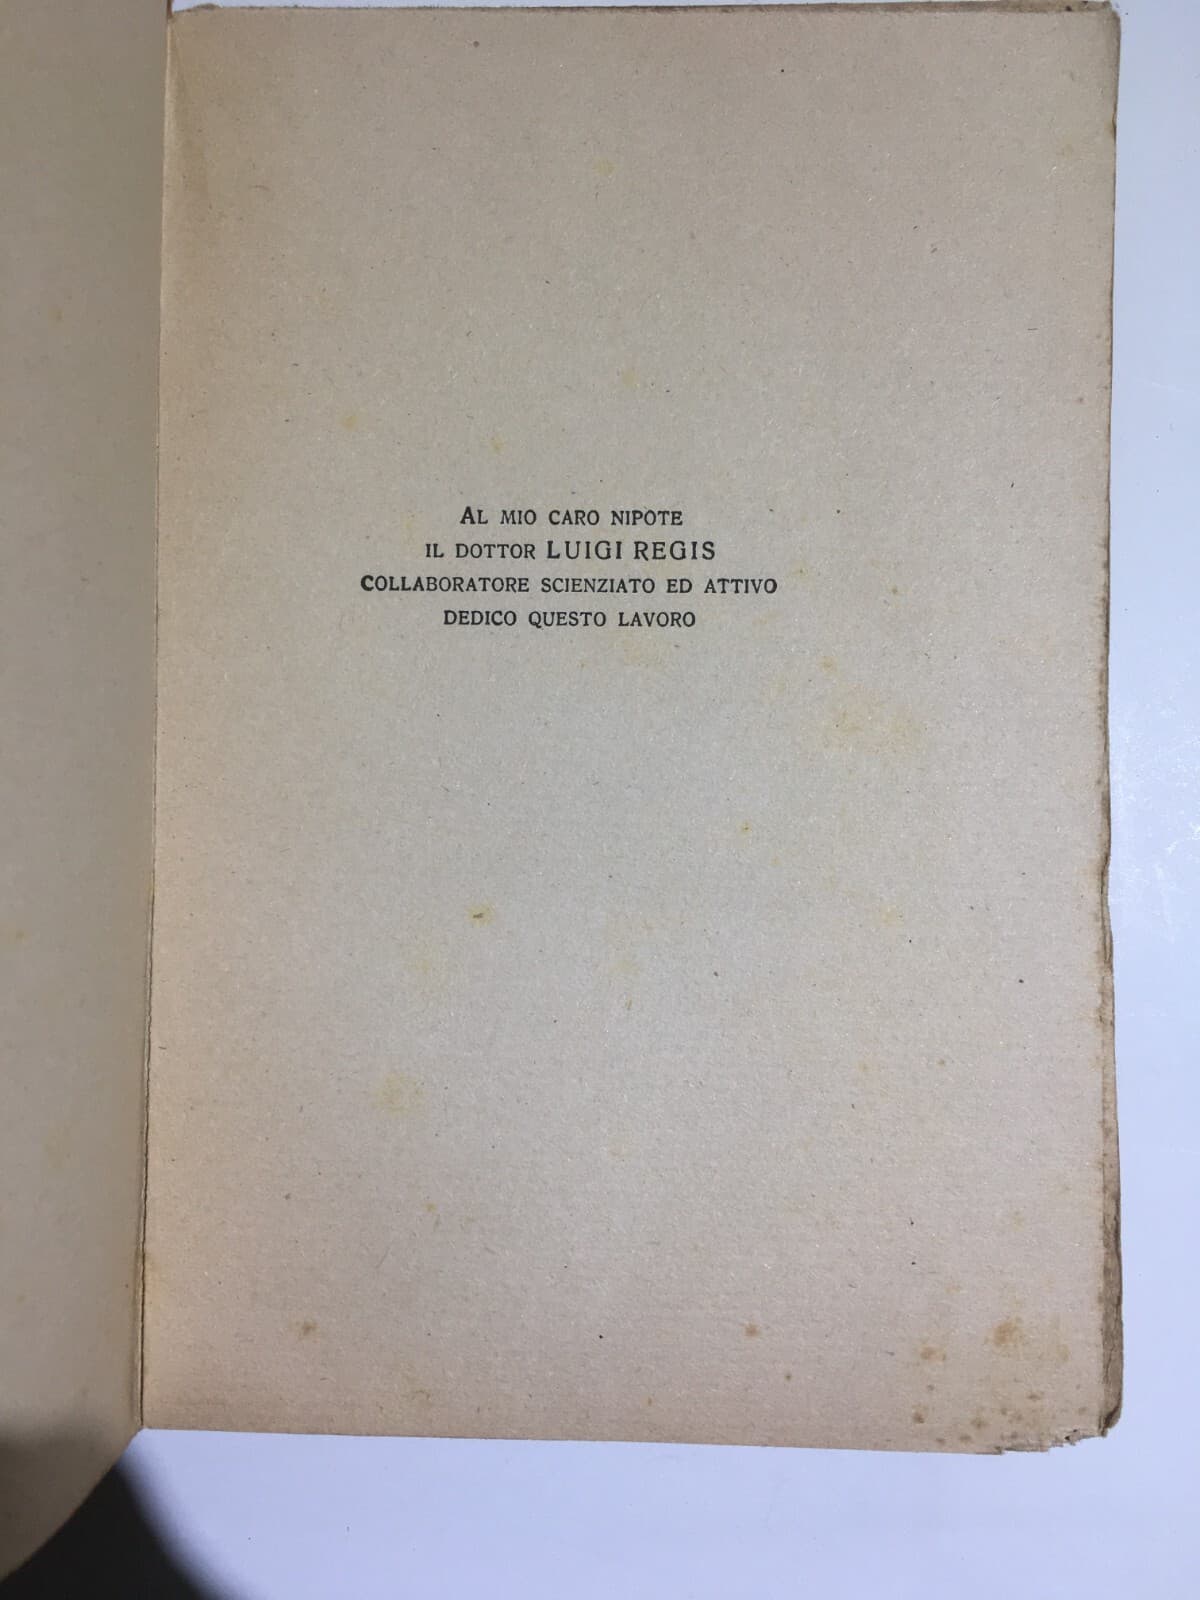 AL MIO CARO NIPOTE
IL DOTTOR LUIGI REGIS
COLLABORATORE SCIENZIATO ED ATTIVO
DEDICO QUESTO LAVORO